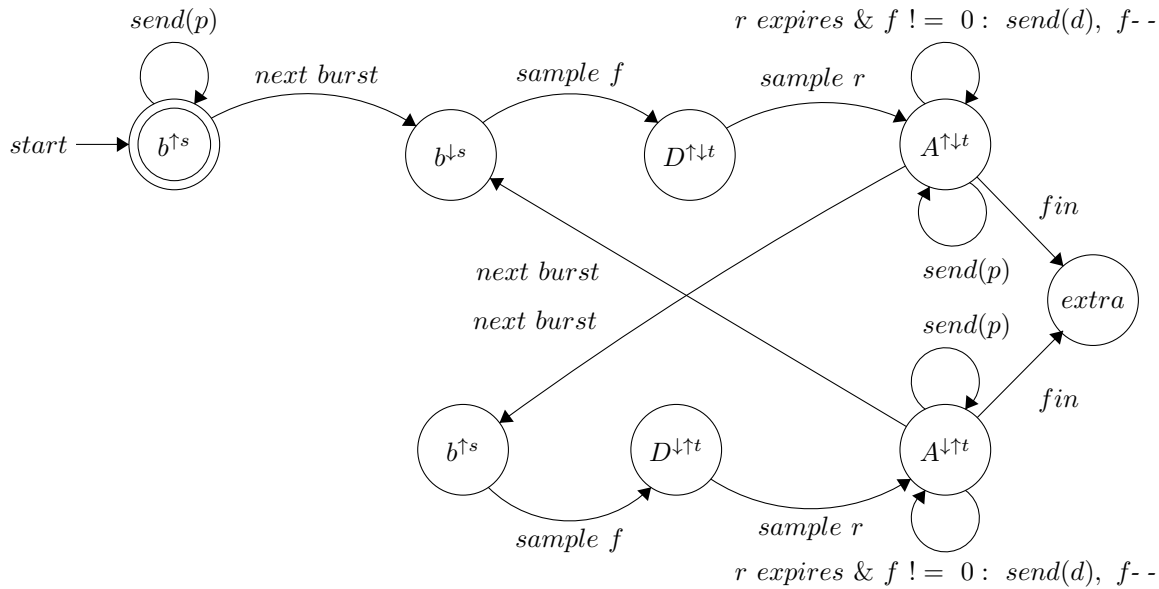 send(p)
r expires & f != 0 : send(d), f- -
next burst
sample f
sample r
start
b↑s
b↓s
D↑↓t
A↑↓t
fin
send(p)
next burst
extra
next burst
send(p)
fin
b↑s
D↓↑t
A↓↑t
sample f
sample r
r expires & f != 0 : send(d), f- -